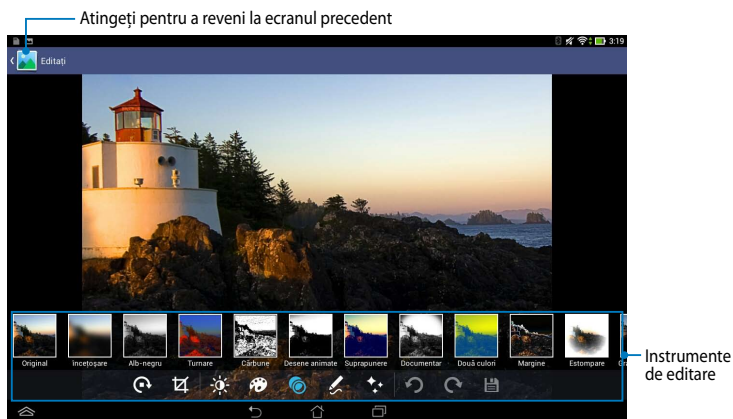 Atingeți pentru a reveni la ecranul precedent
3:19
Editați
Original încețoșare Alb-negru Turnare Cărbune Desene animate Suprapunere Documentar Două culori Margine Estompare
Instrumente
de editare